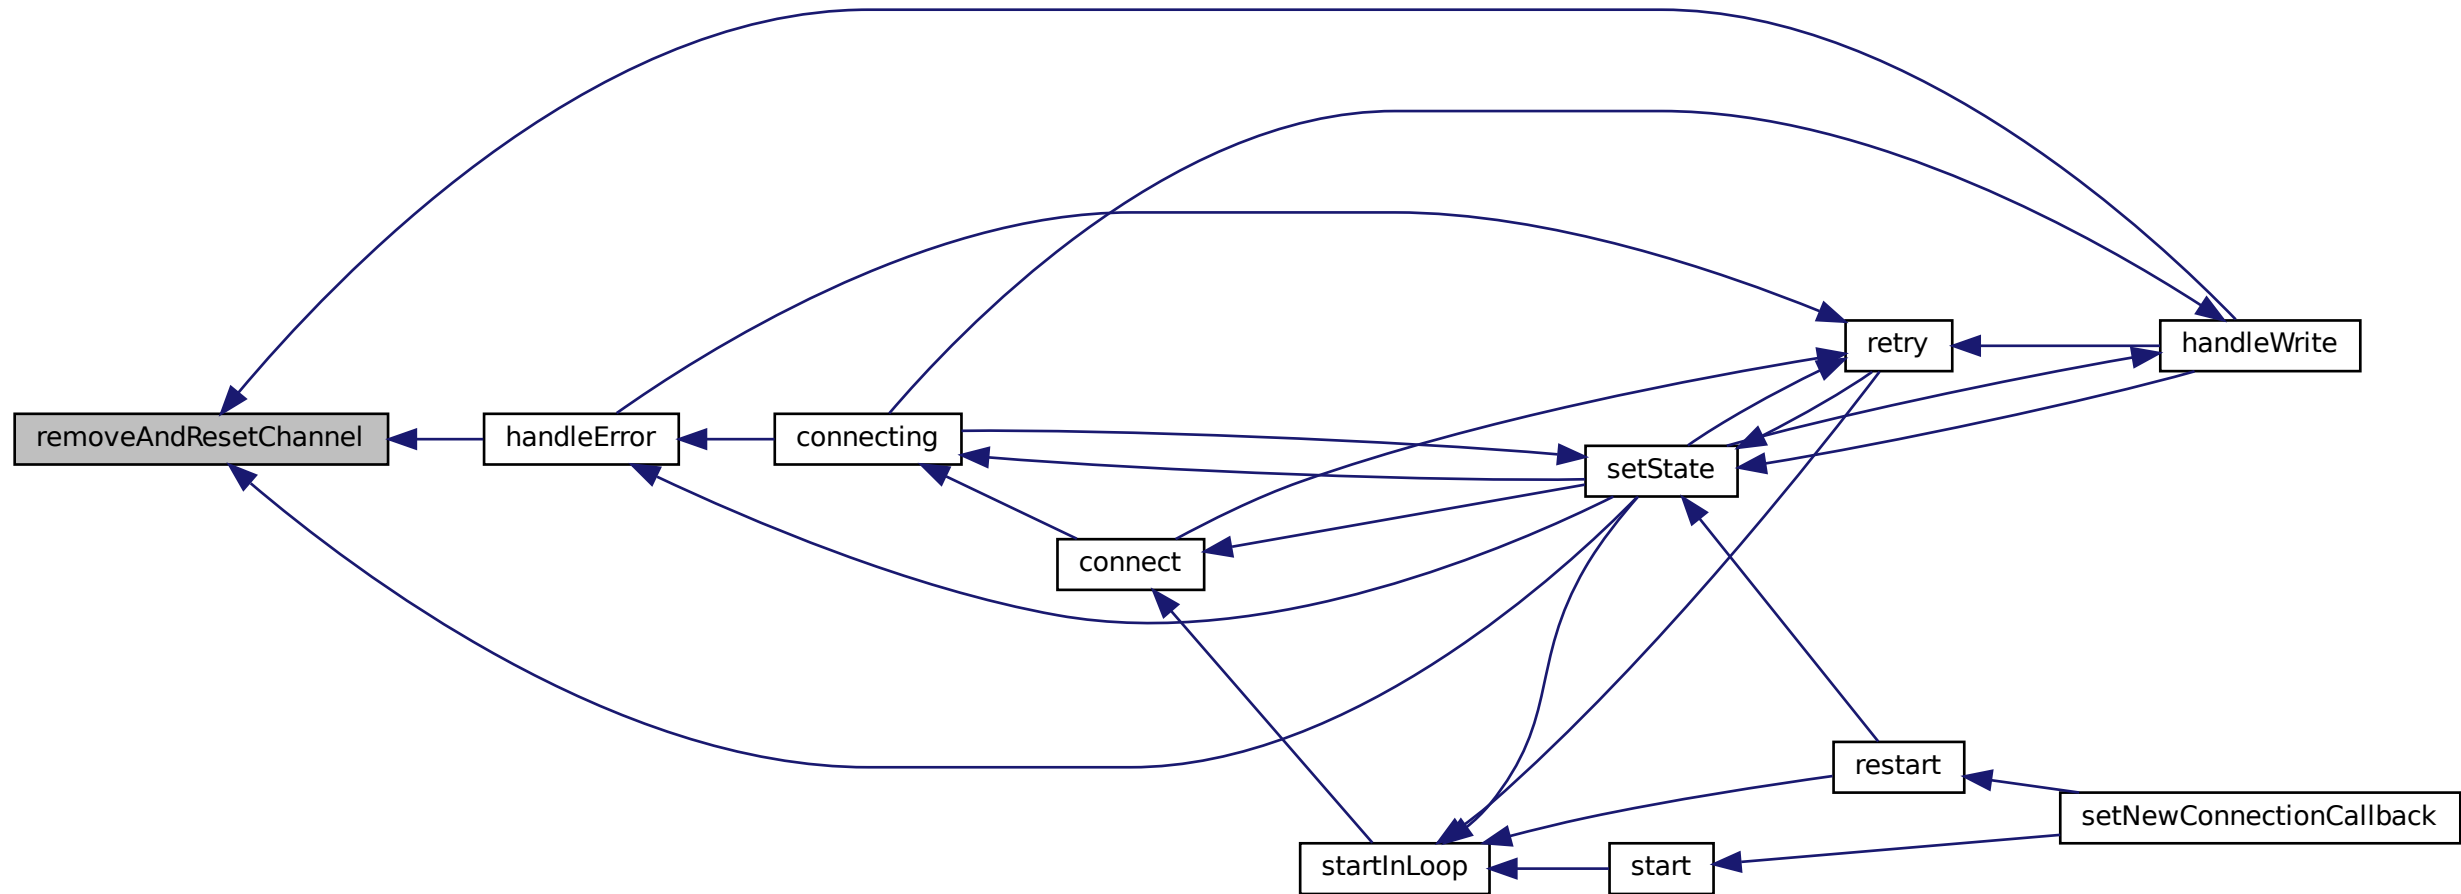 retry
handleWrite
removeAndResetChannel
handleError
connecting
setState
connect
restart
setNewConnectionCallback
startInLoop
start